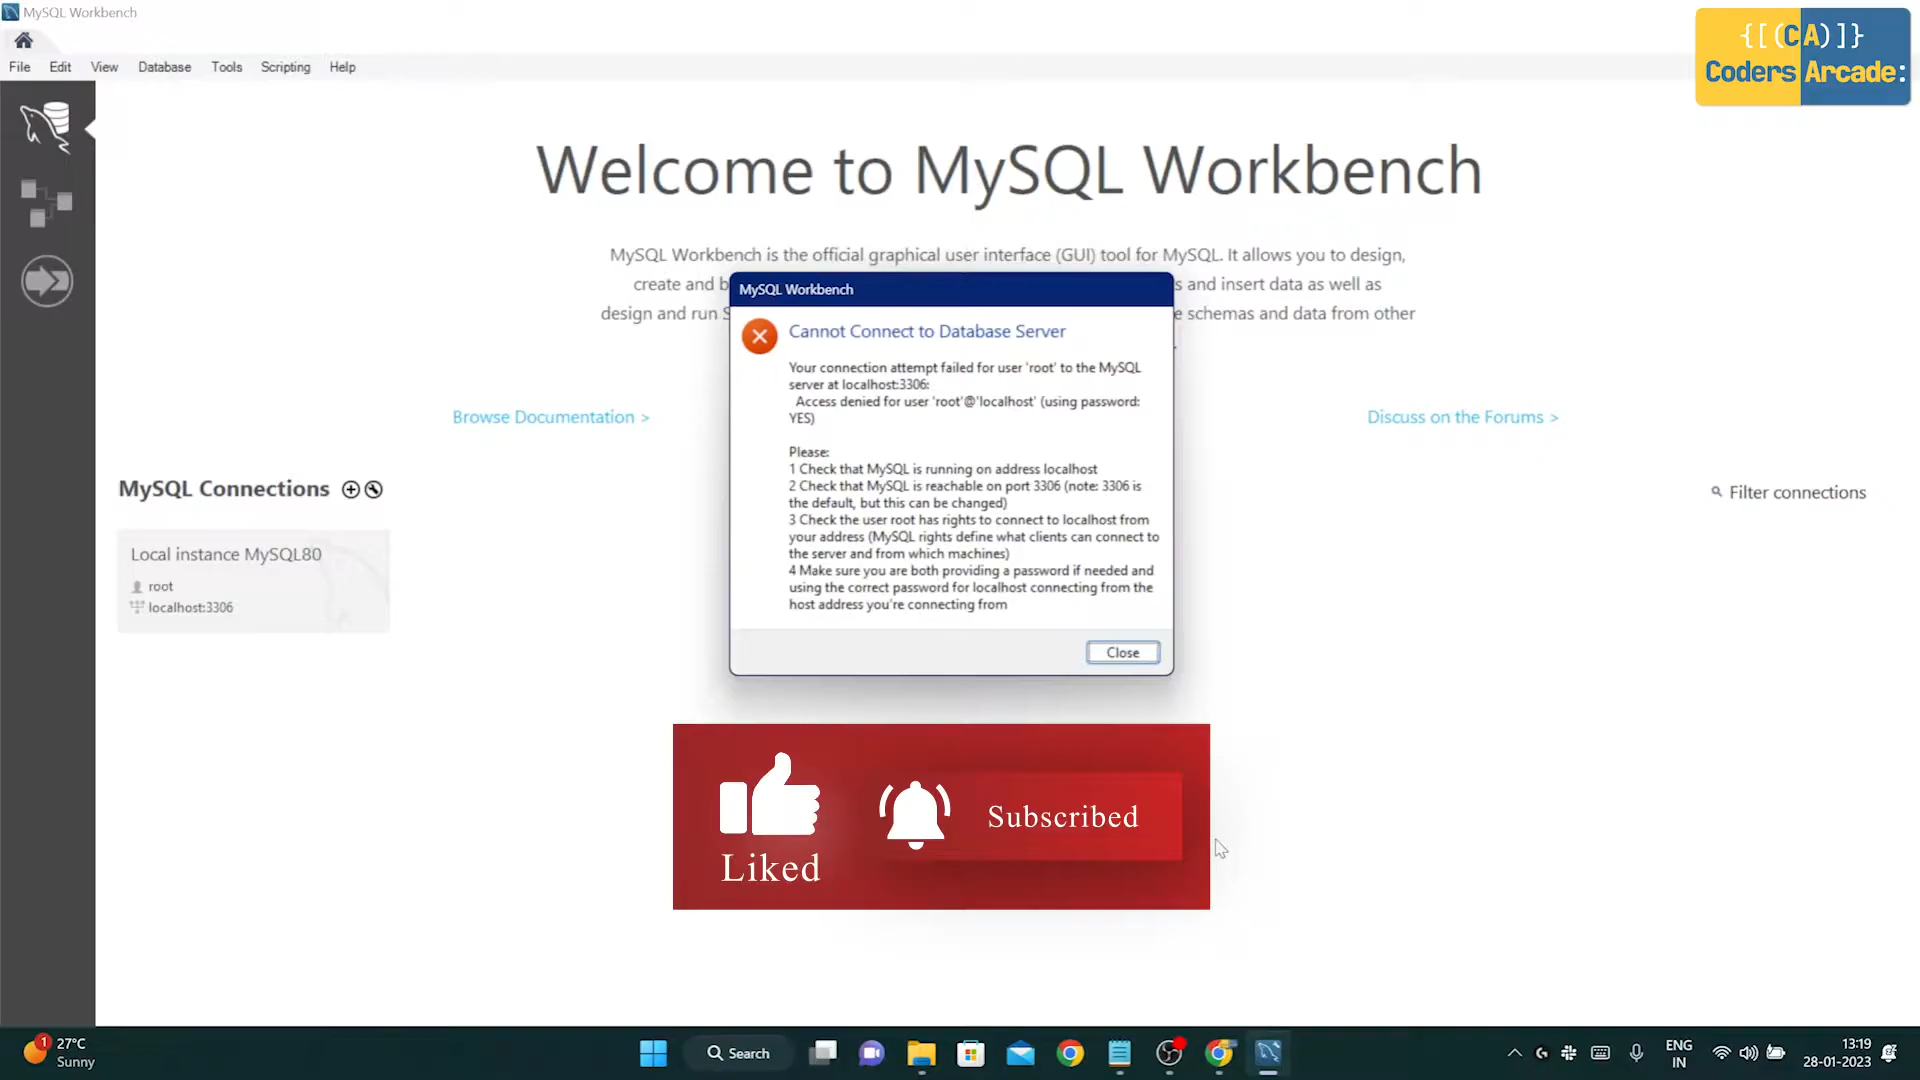 MySQL Workbench
{[(CA)]}
Coders Arcade:
File Edit View Database Tools Scripting Help
Welcome to MySQL Workbench
MySQL Workbench is the official graphical user interface (GUI) tool for MySQL. It allows you to design,
create and b
s and insert data as well as
design and run S
e schemas and data from other
MySQL Workbench
Cannot Connect to Database Server
Your connection attempt failed for user 'root' to the MySQL
server at localhost:3306:
Access denied for user 'root'@'localhost' (using password:
YES)
Please:
1 Check that MySQL is running on address localhost
2 Check that MySQL is reachable on port 3306 (note: 3306 is
the default, but this can be changed)
3 Check the user root has rights to connect to localhost from
your address (MySQL rights define what clients can connect to
the server and from which machines)
4 Make sure you are both providing a password if needed and
using the correct password for localhost connecting from the
host address you're connecting from
Close
Browse Documentation >
Discuss on the Forums >
MySQL Connections
Filter connections
Local instance MySQL80
root
localhost:3306
Liked
Subscribed
1
27°C
Sunny
Search
ENG
IN
13:19
28-01-2023